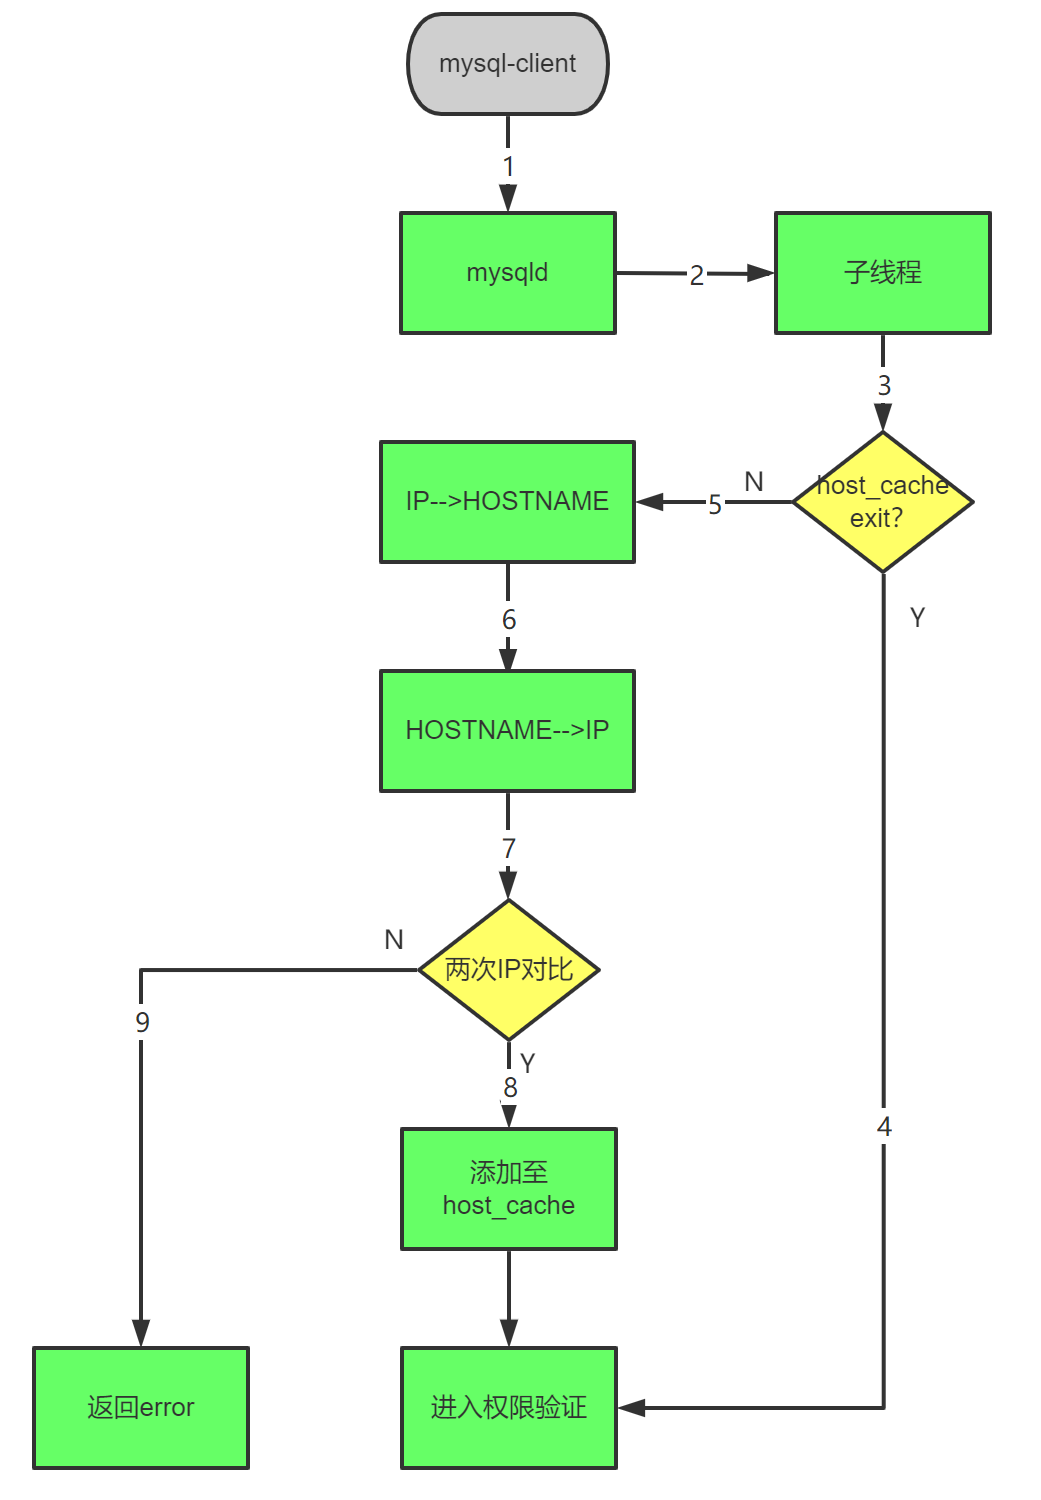 mysql-client
1
mysqld
2
子线程
3
host_cache
exit?
N
5
IP-->HOSTNAME
Y
6
HOSTNAME-->IP
7
两次IP对比
N
9
Y
8
4
添加至
host_cache
返回error
进入权限验证